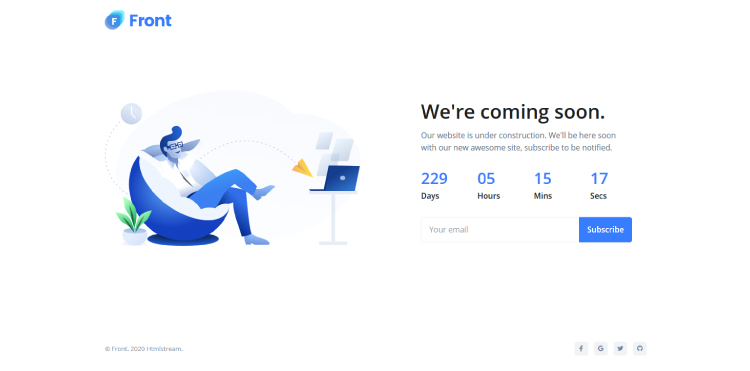 Front
We're coming soon.
Our website is under construction. We'll be here soon
with our new awesome site, subscribe to be notified.
229 05 15 17
Days Hours Mins Secs
Your email Subscribe
© Front. 2020 Htmlstream.